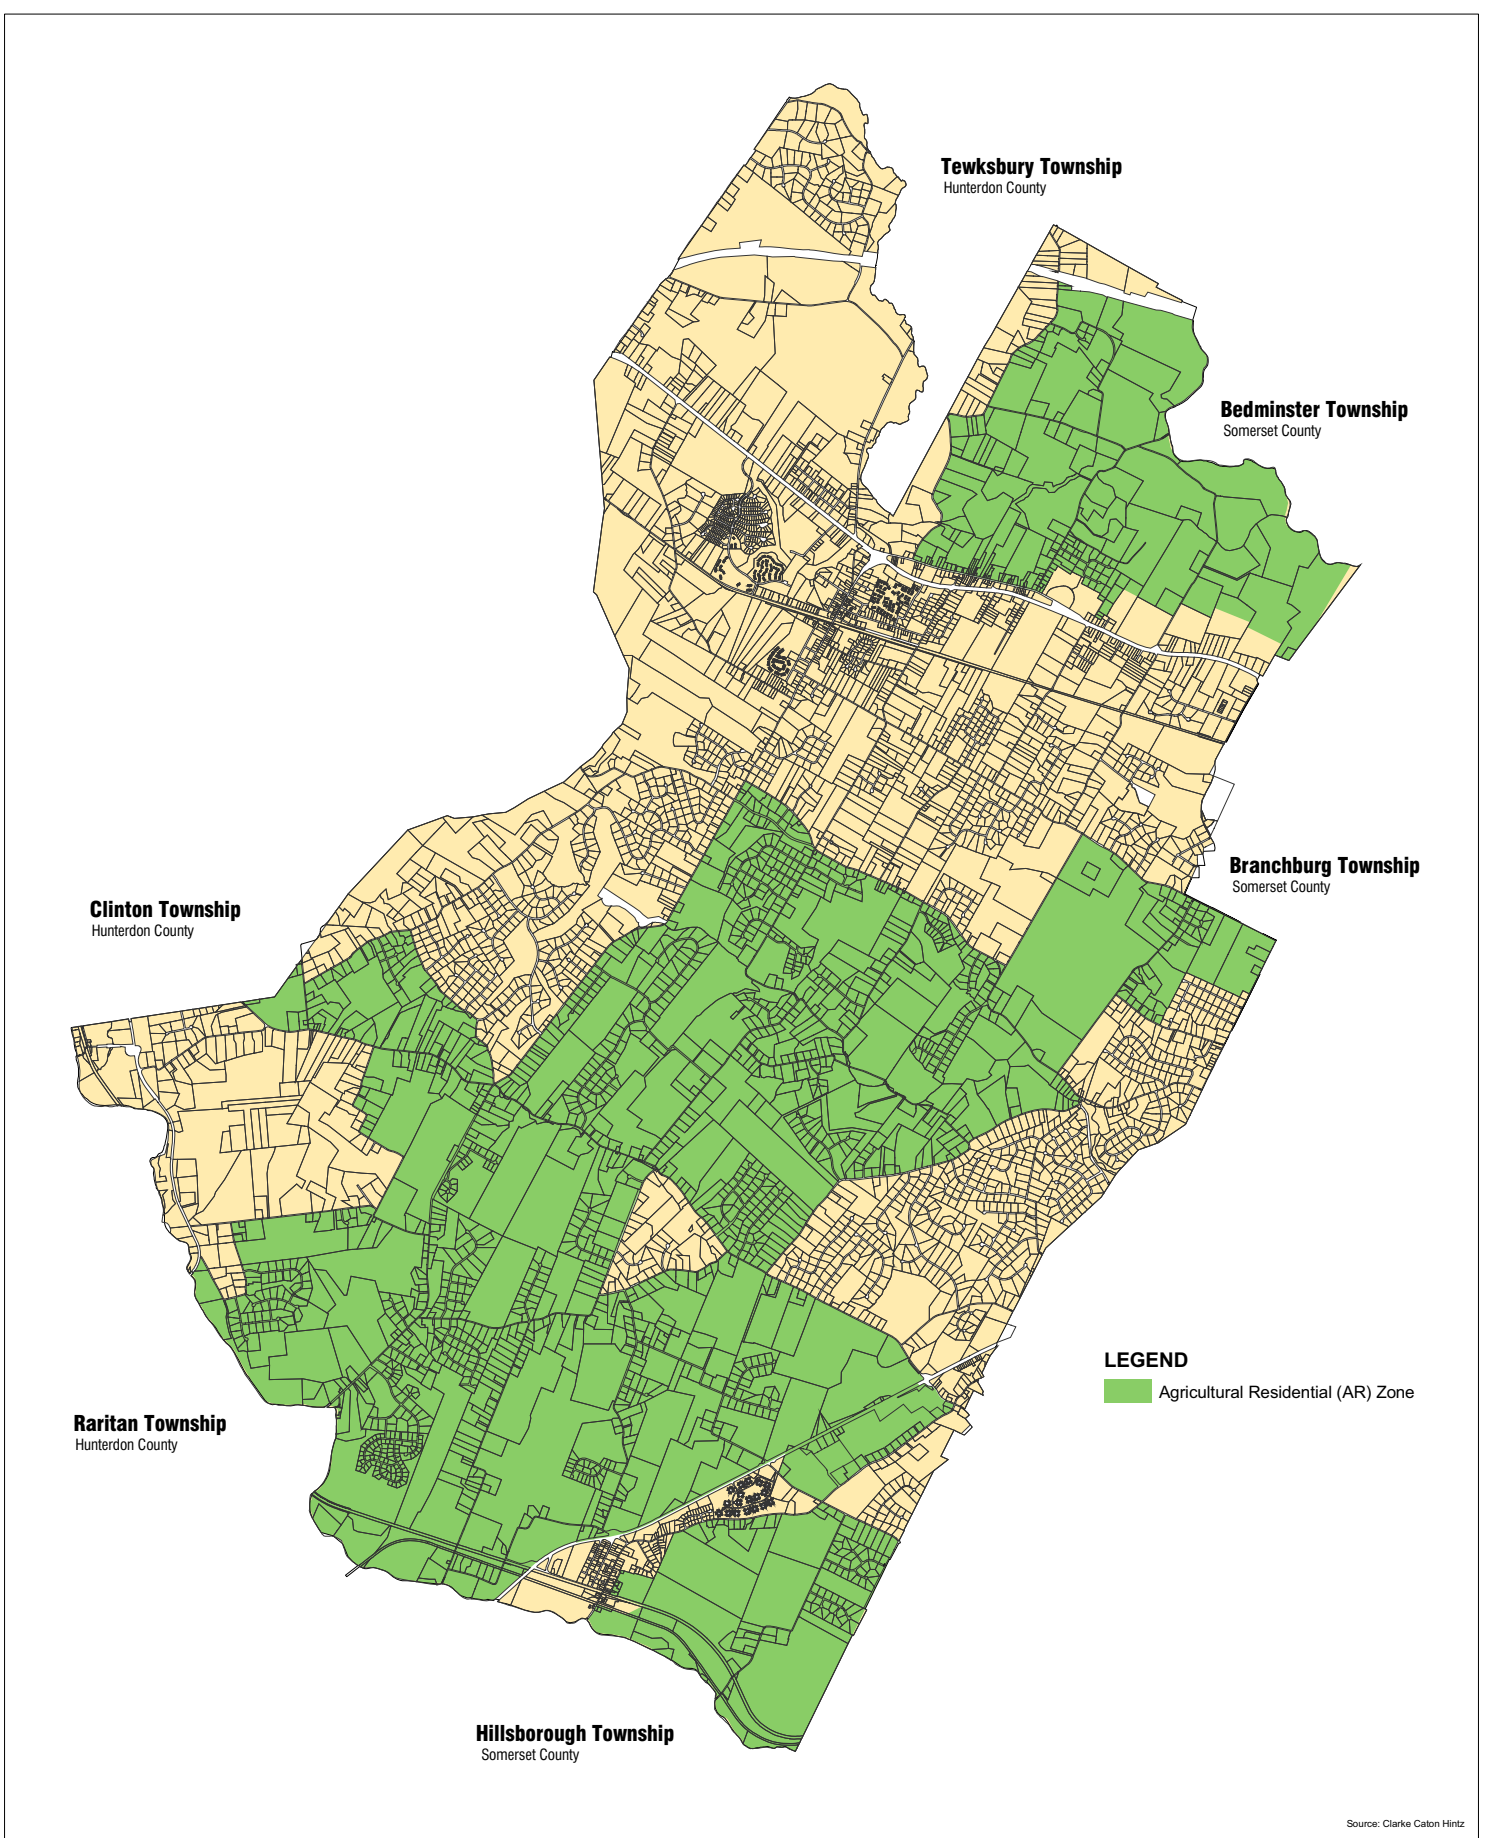 Tewksbury Township
Hunterdon County
Bedminster Township
Somerset County
Branchburg Township
Somerset County
Clinton Township
Hunterdon County
LEGEND
Agricultural Residential (AR) Zone
Raritan Township
Hunterdon County
Hillsborough Township
Somerset County
Source: Clarke Caton Hintz